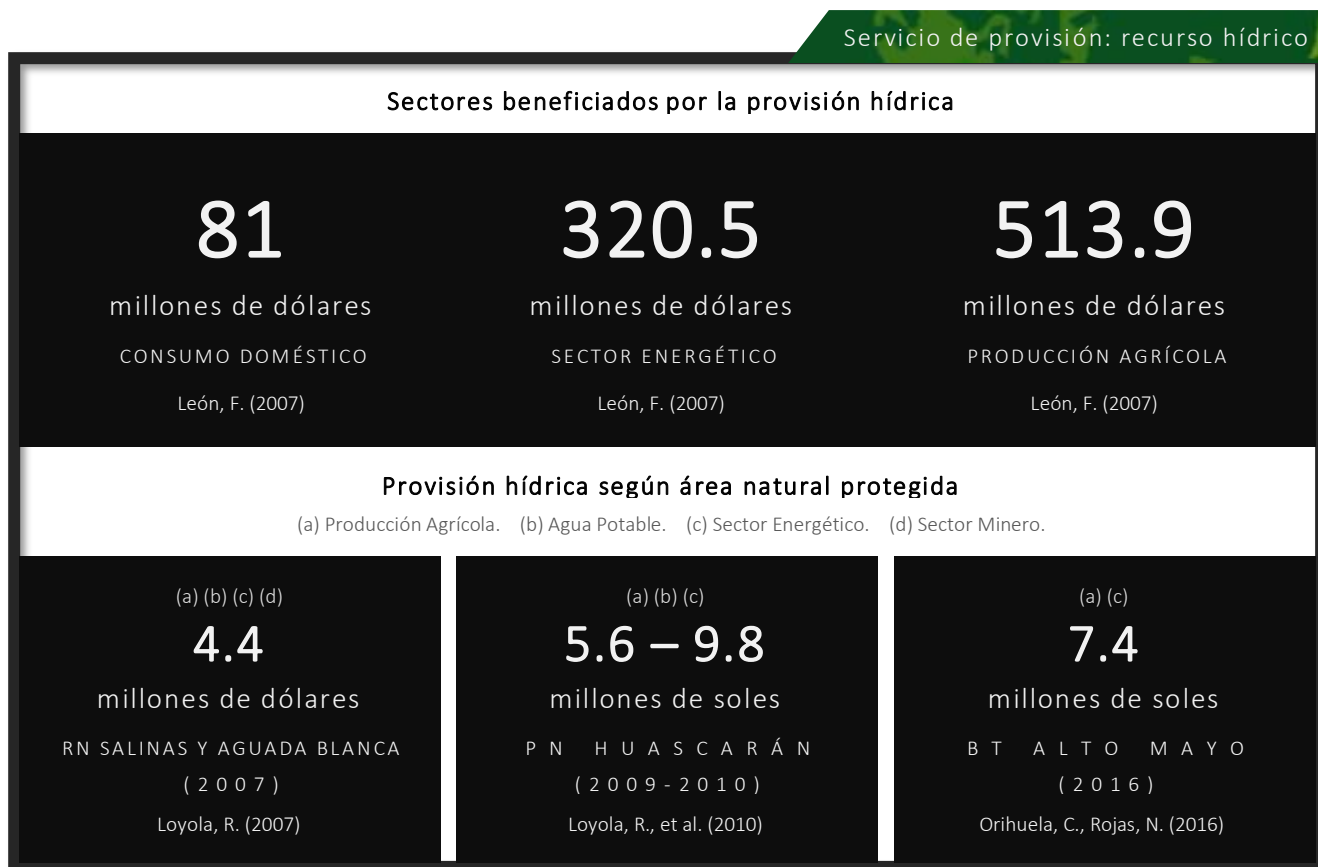 Servicio de provisión: recurso hídrico
Sectores beneficiados por la provisión hídrica
81
millones de dólares
CONSUMO DOMÉSTICO
León, F. (2007)
320.5
millones de dólares
SECTOR ENERGÉTICO
León, F. (2007)
513.9
millones de dólares
PRODUCCIÓN AGRÍCOLA
León, F. (2007)
Provisión hídrica según área natural protegida
(a) Producción Agrícola. (b) Agua Potable. (c) Sector Energético. (d) Sector Minero.
(a) (b) (c) (d)
4.4
millones de dólares
RN SALINAS Y AGUADA BLANCA
(2007)
Loyola, R. (2007)
(a) (b) (c)
5.6 – 9.8
millones de soles
PN HUASCARÁN
(2009-2010)
Loyola, R., et al. (2010)
(a) (c)
7.4
millones de soles
BT ALTO MAYO
(2016)
Orihuela, C., Rojas, N. (2016)